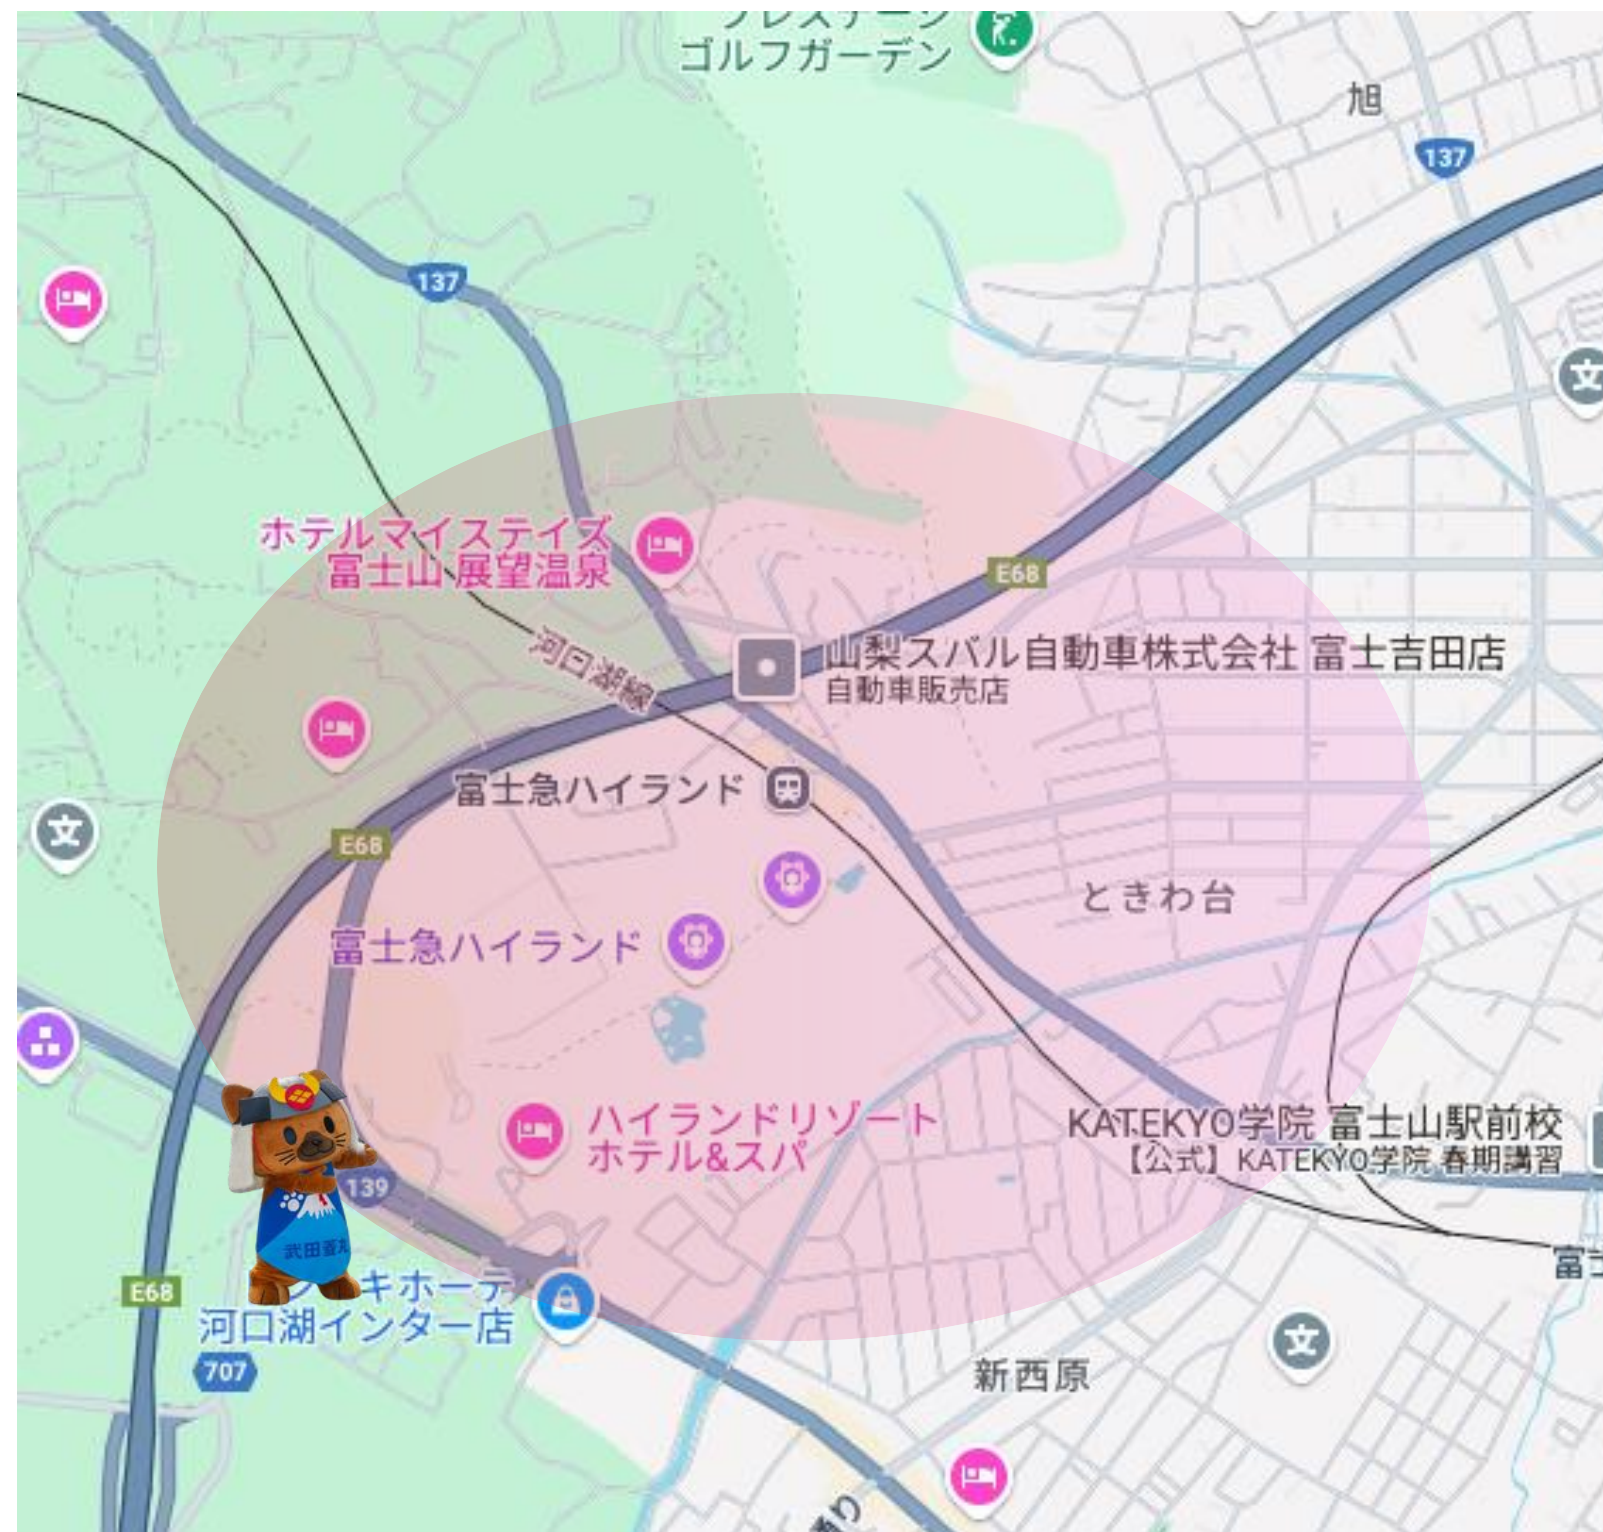 ゴルフガーデン
旭
137
137
ホテルマイステイズ
富士山 展望温泉
E68
河口湖線
山梨スバル自動車株式会社 富士吉田店
自動車販売店
富士急ハイランド
E68
富士急ハイランド
ときわ台
ハイランドリゾート
ホテル&スパ
KATEKYO学院 富士山駅前校
【公式】KATEKYO学院 春期講習
139
武田菱丸
E68
キホーテ
河口湖インター店
707
新西原
文
文
文